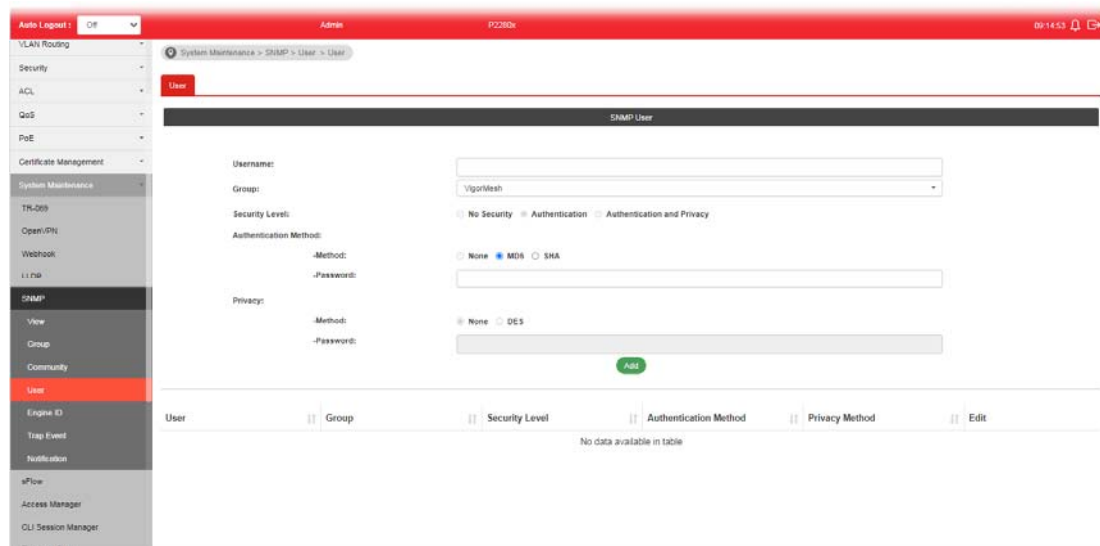 Auto Logout : Off Admin P2280x 09:14:53
VLAN Routing
System Maintenance > SNMP > User > User
Security
User
ACL
QoS
SNMP User
PoE
Certificate Management
Username:
System Maintenance
Group: VigorMesh
TR-069
Security Level: No Security Authentication Authentication and Privacy
OpenVPN
Authentication Method:
Webhook
-Method: None MD5 SHA
LLDP
-Password:
SNMP
Privacy:
View
-Method: None DES
Group
-Password:
Community
Add
User
Engine ID
User Group Security Level Authentication Method Privacy Method Edit
Trap Event
No data available in table
Notification
sFlow
Access Manager
CLI Session Manager